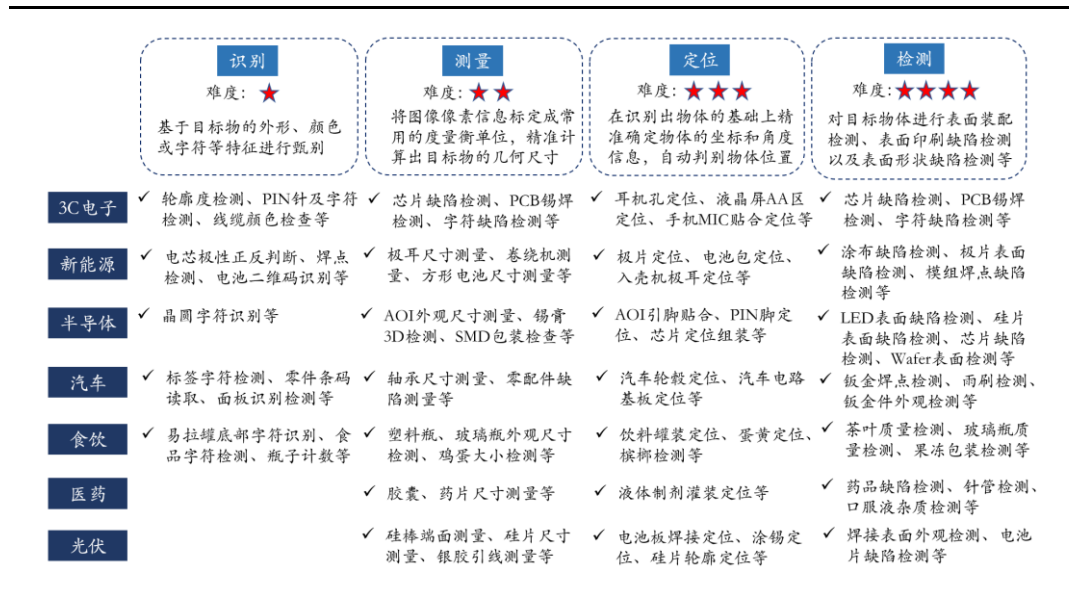 识别
难度：
基于目标物的外形、颜色
或字符等特征进行甄别
测量
难度：
将图像像素信息标定成常
用的度量衡单位，精准计
算出目标物的几何尺寸
定位
难度：
在识别出物体的基础上精
准确定物体的坐标和角度
信息，自动判别物体位置
检测
难度：
对目标物体进行表面装配
检测、表面印刷缺陷检测
以及表面形状缺陷检测等
3C电子
轮廓度检测、PIN针及字符
检测、线缆颜色检查等
芯片缺陷检测、PCB锡焊
检测、字符缺陷检测等
耳机孔定位、液晶屏AA区
定位、手机MIC贴合定位等
芯片缺陷检测、PCB锡焊
检测、字符缺陷检测等
新能源
电芯极性正反判断、焊点
检测、电池二维码识别等
极耳尺寸测量、卷绕机测
量、方形电池尺寸测量等
极片定位、电池包定位、
入壳机极耳定位等
涂布缺陷检测、极片表面
缺陷检测、模组焊点缺陷
检测等
半导体
晶圆字符识别等
AOI外观尺寸测量、锡膏
3D检测、SMD包装检查等
AOI引脚贴合、PIN脚定
位、芯片定位组装等
LED表面缺陷检测、硅片
表面缺陷检测、芯片缺陷
检测、Wafer表面检测等
汽车
标签字符检测、零件条码
读取、面板识别检测等
轴承尺寸测量、零配件缺
陷测量等
汽车轮毂定位、汽车电路
基板定位等
钣金焊点检测、雨刷检测、
钣金件外观检测等
食饮
易拉罐底部字符识别、食
品字符检测、瓶子计数等
塑料瓶、玻璃瓶外观尺寸
检测、鸡蛋大小检测等
饮料罐装定位、蛋黄定位、
槟榔检测等
茶叶质量检测、玻璃瓶质
量检测、果冻包装检测等
医药
胶囊、药片尺寸测量等
液体制剂灌装定位等
药品缺陷检测、针管检测、
口服液杂质检测等
光伏
硅棒端面测量、硅片尺寸
测量、银胶引线测量等
电池板焊接定位、涂锡定
位、硅片轮廓定位等
焊接表面外观检测、电池
片缺陷检测等